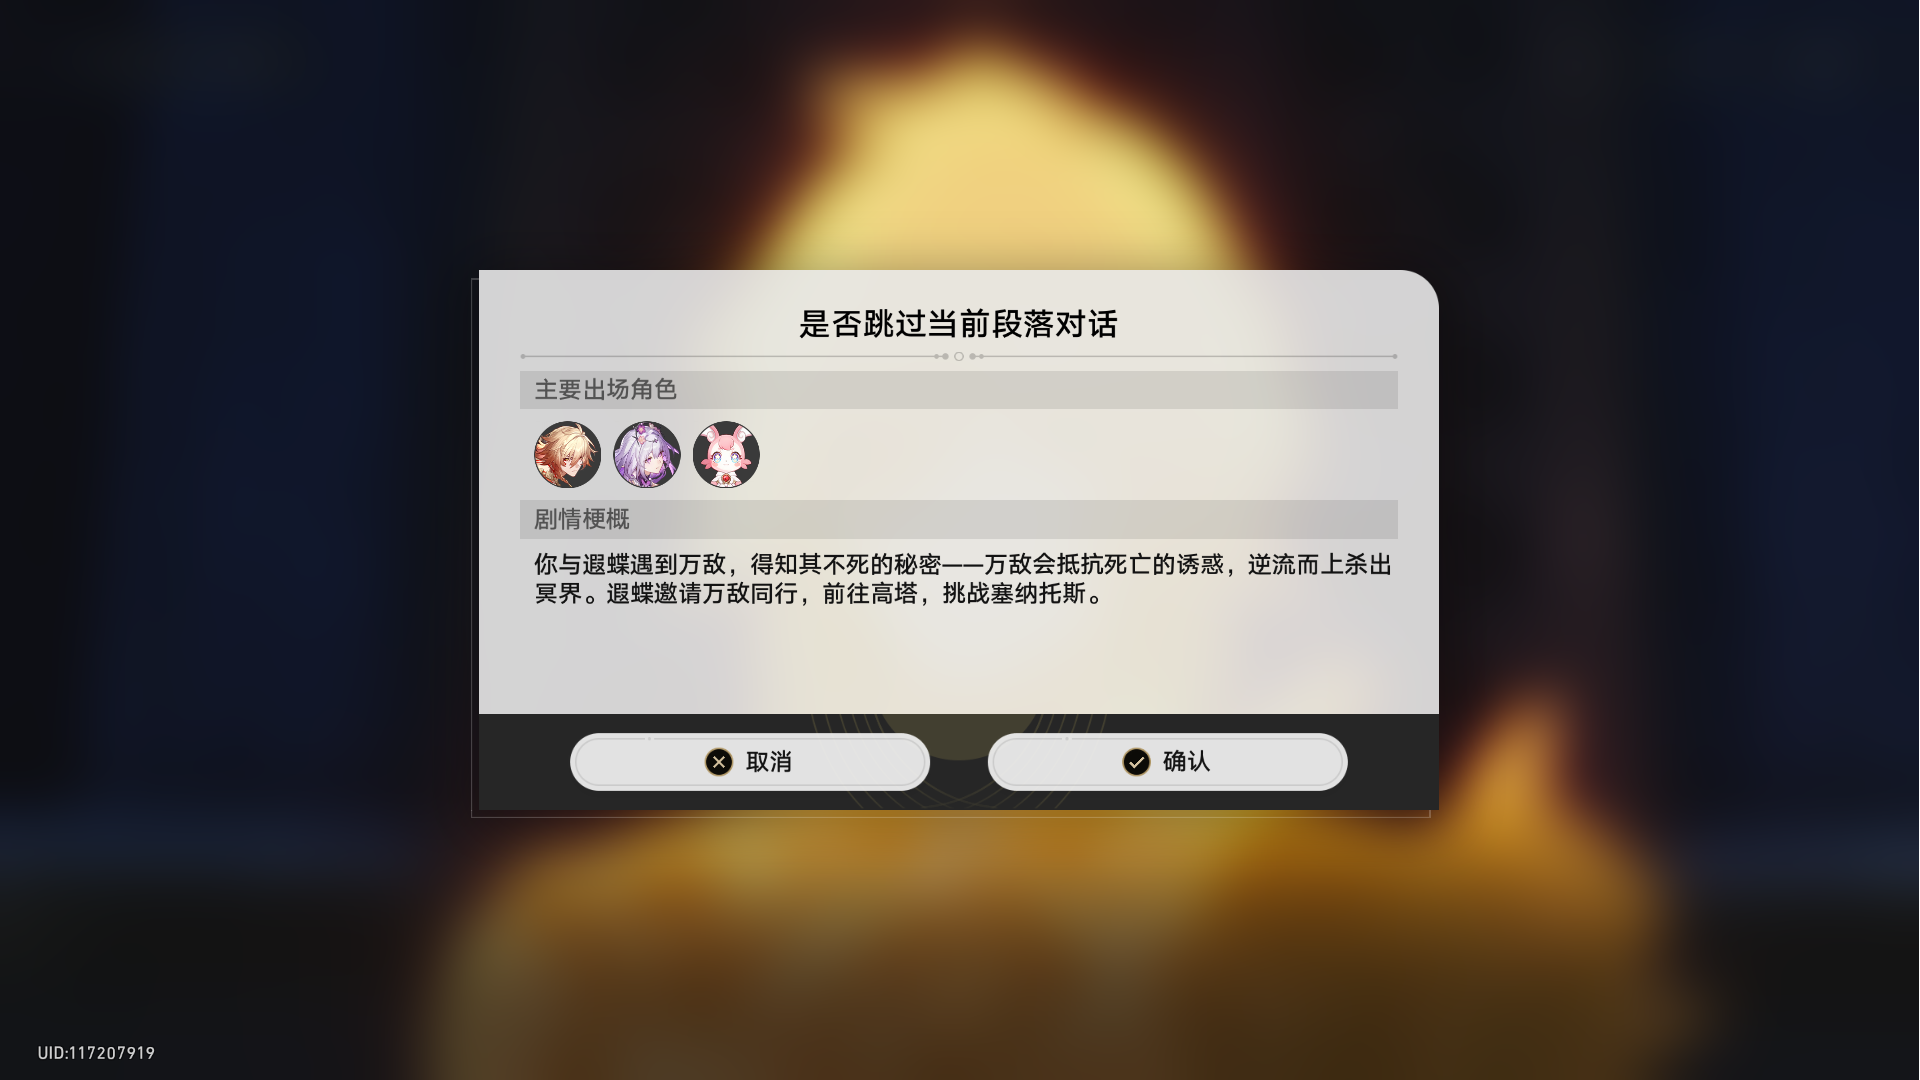 是否跳过当前段落对话
主要出场角色
剧情梗概
你与遐蝶遇到万敌，得知其不死的秘密——万敌会抵抗死亡的诱惑，逆流而上杀出
冥界。遐蝶邀请万敌同行，前往高塔，挑战塞纳托斯。
取消
确认
UID:117207919